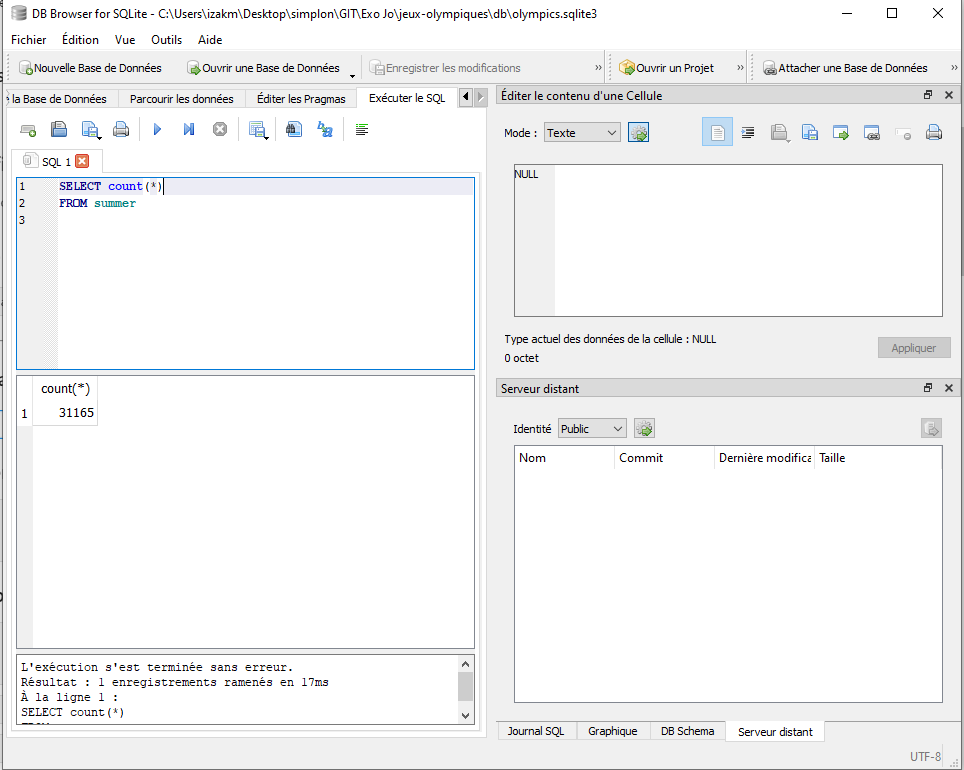 DB Browser for SQLite - C:\Users\izakm\Desktop\simplon\GIT\Exo Jo\jeux-olympiques\db\olympics.sqlite3
Fichier Édition Vue Outils Aide
Nouvelle Base de Données Ouvrir une Base de Données Enregistrer les modifications » Ouvrir un Projet » Attacher une Base de Données »
la Base de Données Parcourir les données Éditer les Pragmas Exécuter le SQL
Éditer le contenu d'une Cellule
Mode : Texte
SQL 1
1 SELECT count(*)
2 FROM summer
3
NULL
Type actuel des données de la cellule : NULL
0 octet
Appliquer
count(*)
1 31165
Serveur distant
Identité Public
Nom Commit Dernière modifica Taille
L'exécution s'est terminée sans erreur.
Résultat : 1 enregistrements ramenés en 17ms
À la ligne 1 :
SELECT count(*)
Journal SQL Graphique DB Schema Serveur distant
UTF-8